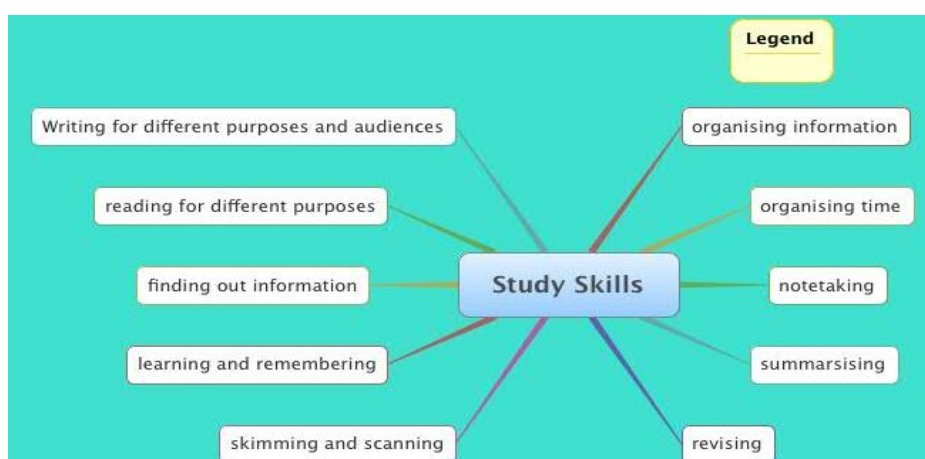 Legend
Writing for different purposes and audiences
organising information
reading for different purposes
organising time
Study Skills
finding out information
notetaking
learning and remembering
summarsising
skimming and scanning
revising